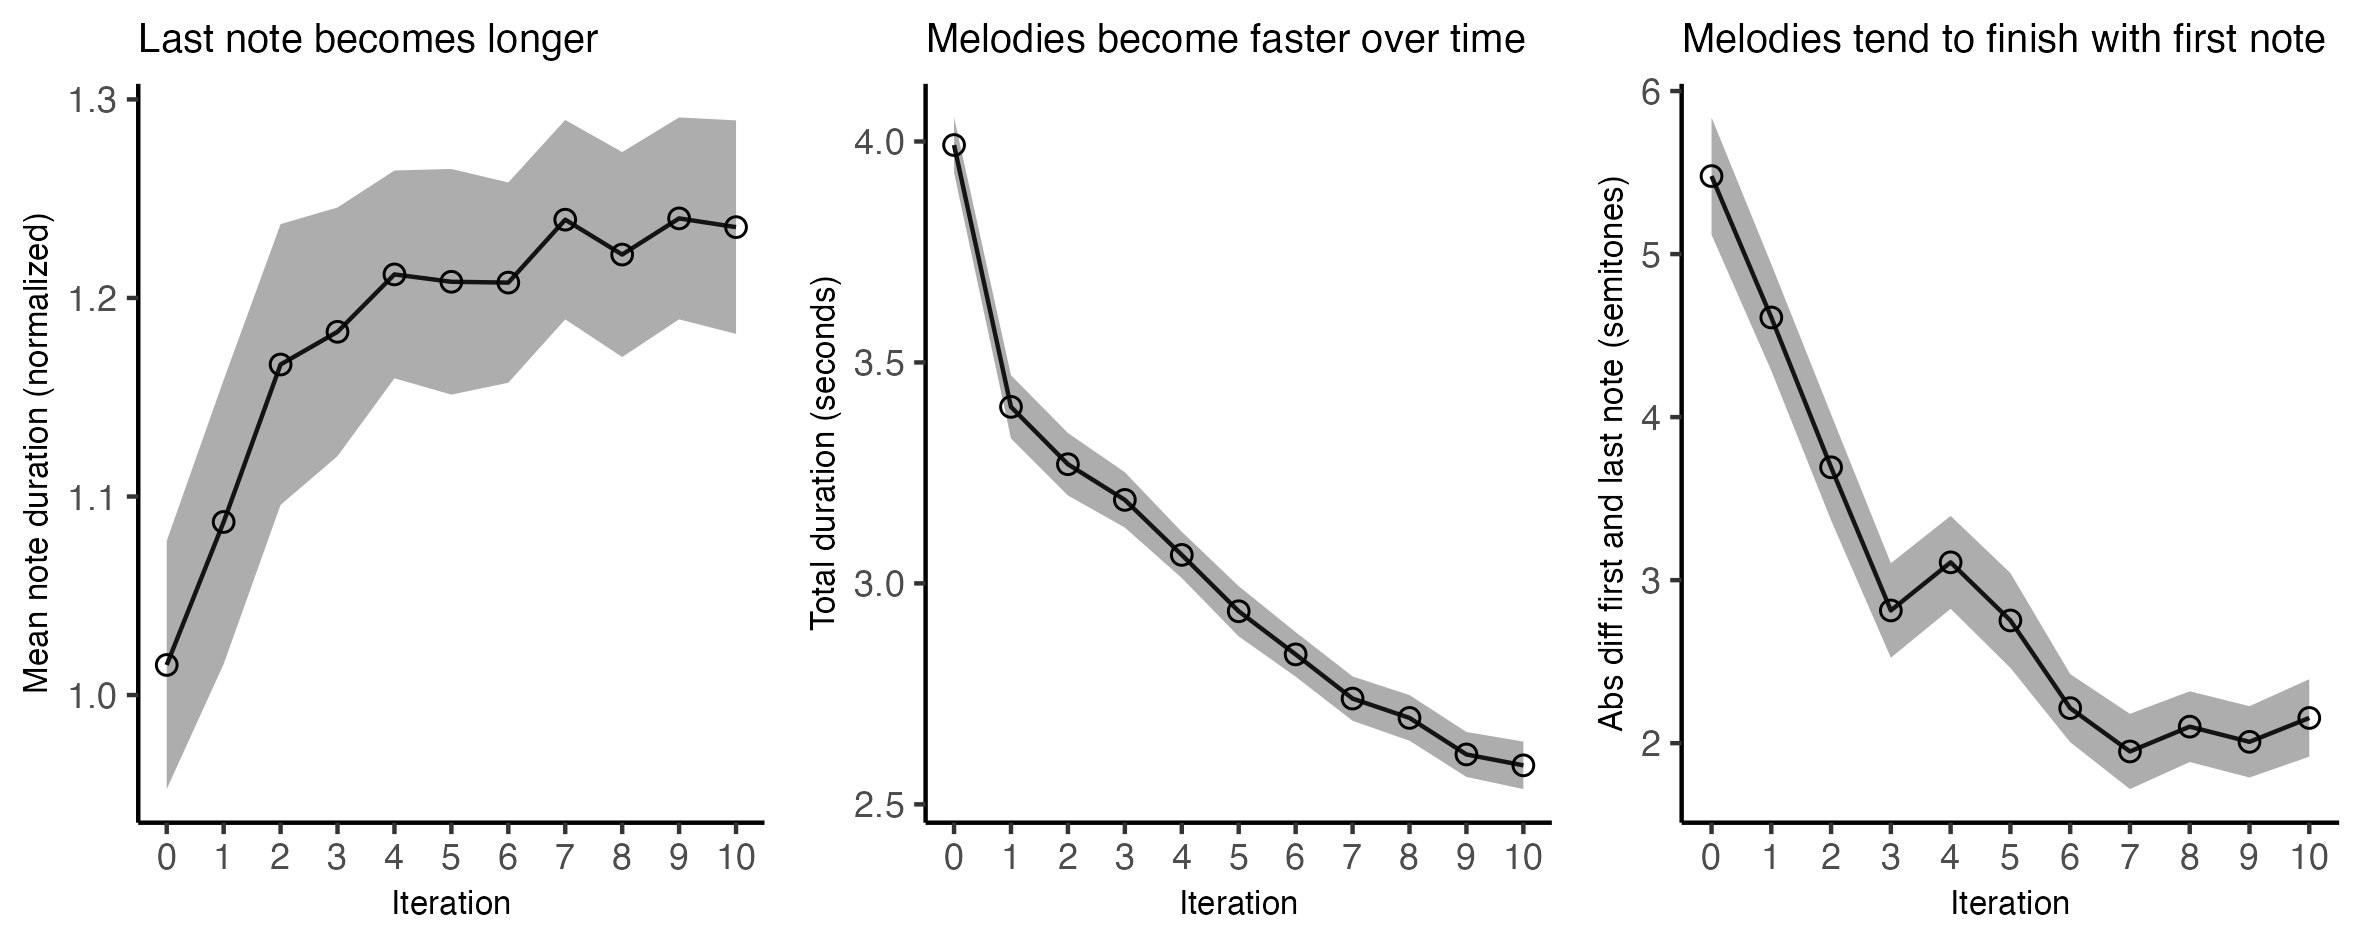 Last note becomes longer
Mean note duration (normalized)
1.3
1.2
1.1
1.0
0 1 2 3 4 5 6 7 8 9 10
Iteration
Melodies become faster over time
Total duration (seconds)
4.0
3.5
3.0
2.5
0 1 2 3 4 5 6 7 8 9 10
Iteration
Melodies tend to finish with first note
Abs diff first and last note (semitones)
6
5
4
3
2
0 1 2 3 4 5 6 7 8 9 10
Iteration